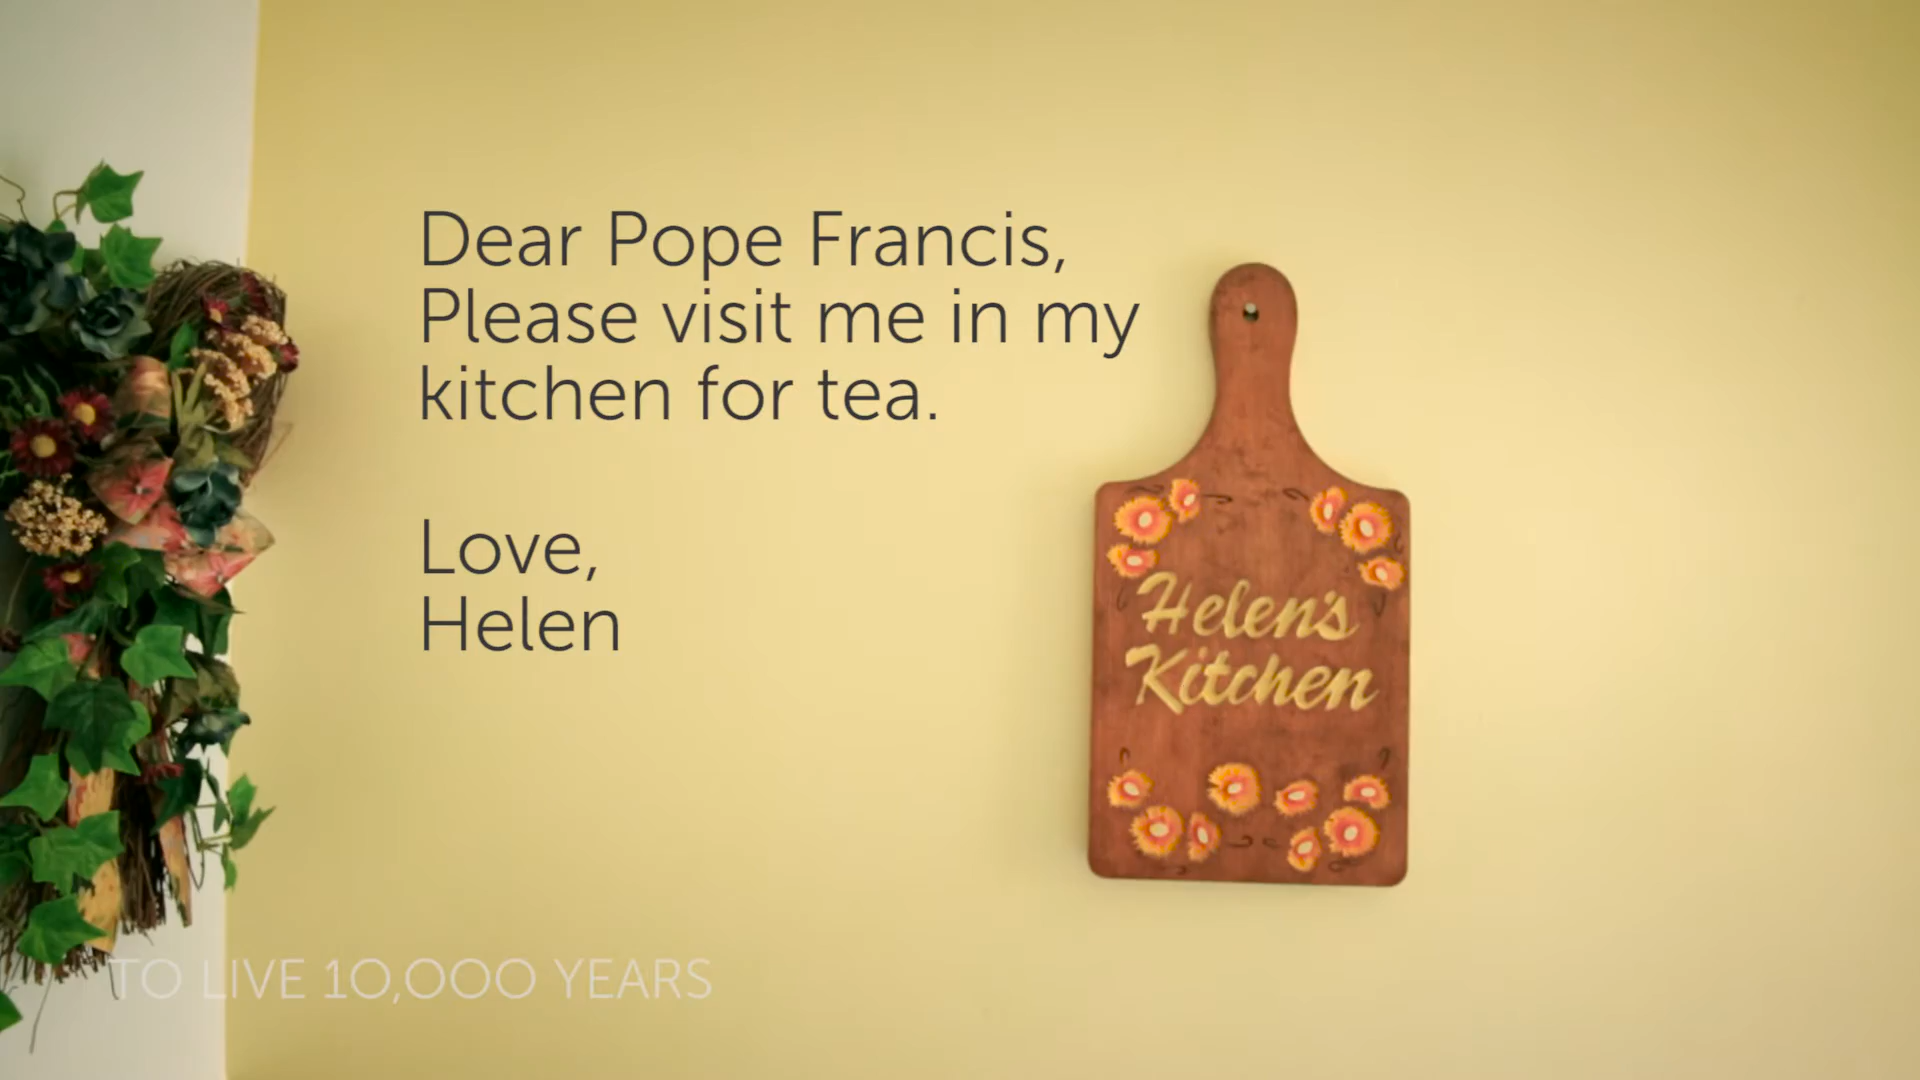 Dear Pope Francis,
Please visit me in my
kitchen for tea.
Love,
Helen
Helen's
Kitchen
TO LIVE 10,000 YEARS